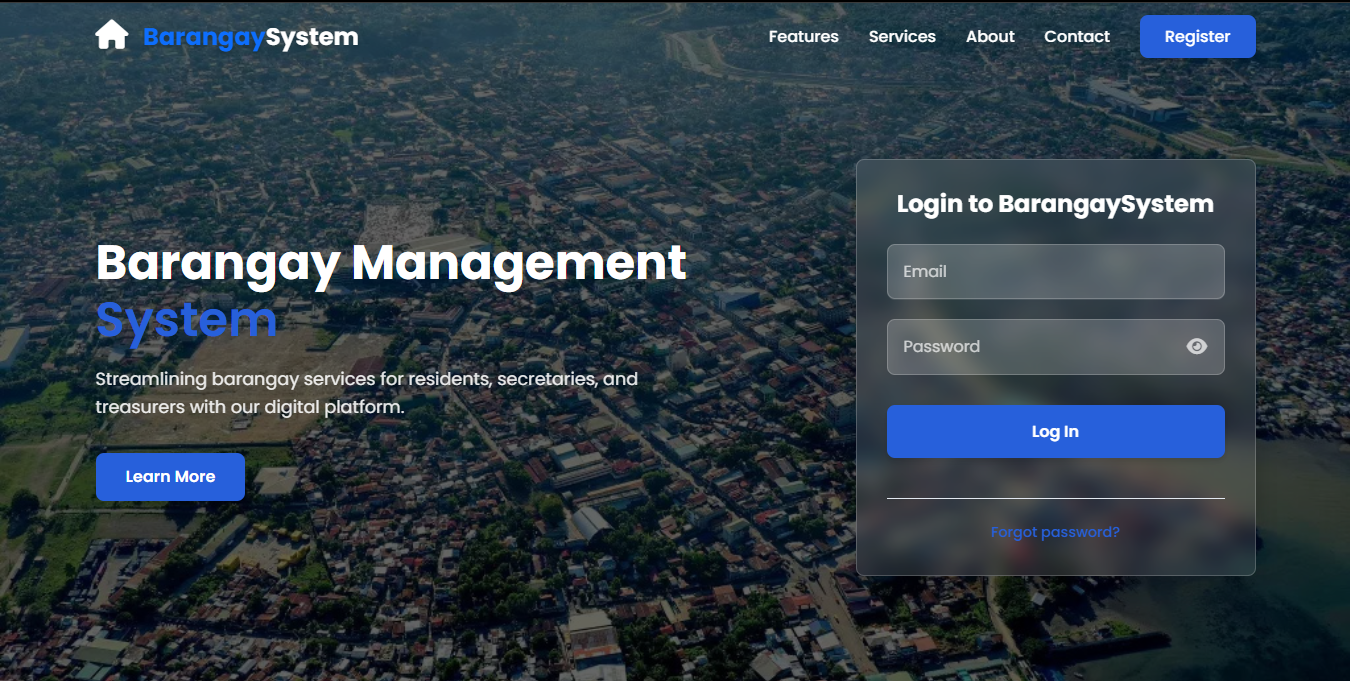 BarangaySystem
Features
Services
About
Contact
Register
Barangay Management
System
Streamlining barangay services for residents, secretaries, and
treasurers with our digital platform.
Learn More
Login to BarangaySystem
Email
Password
Log In
Forgot password?